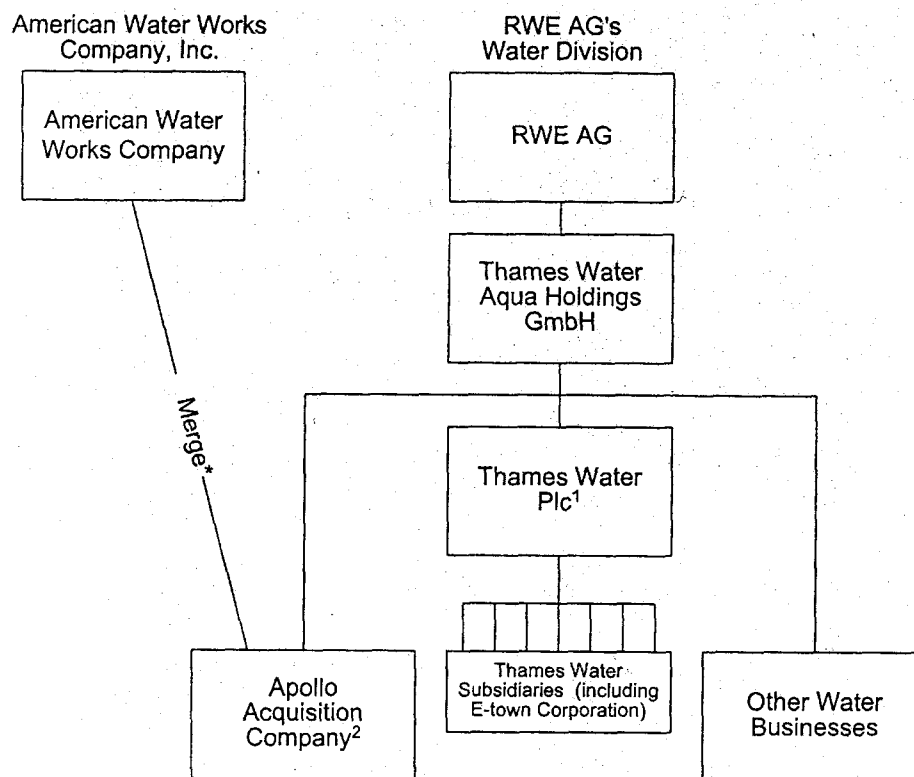 American Water Works
Company, Inc.
RWE AG's
Water Division
American Water
Works Company
RWE AG
Thames Water
Aqua Holdings
GmbH
Merge*
Thames Water
Plc¹
Apollo
Acquisition
Company²
Thames Water
Subsidiaries (including
E-town Corporation)
Other Water
Businesses